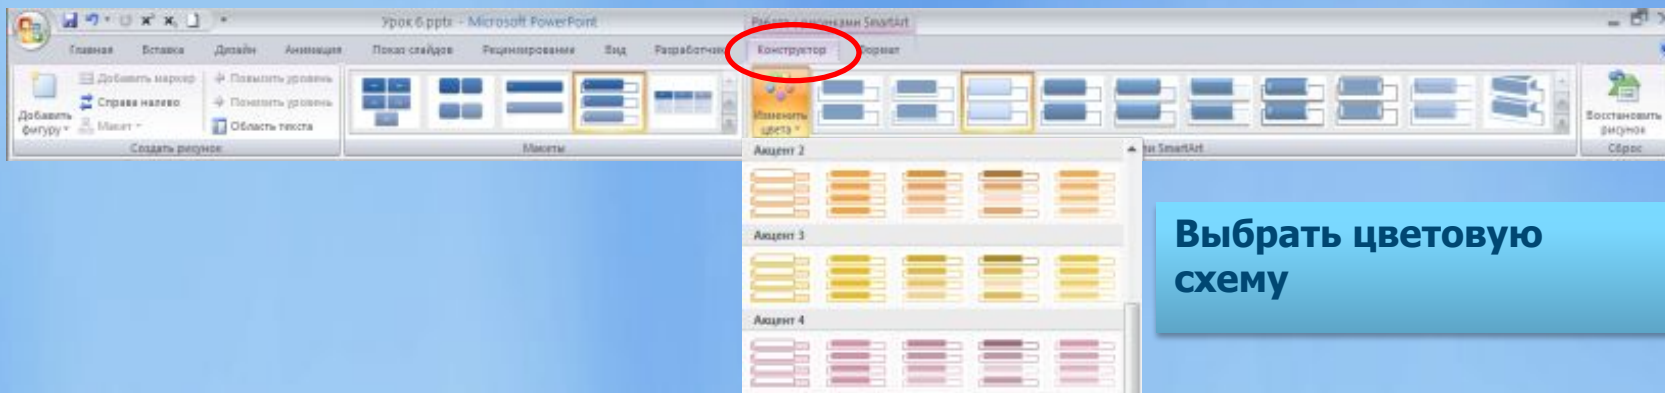 Урок 6.pptx - Microsoft PowerPoint
Работа с рисунками SmartArt
Главная Вставка Дизайн Анимация Показ слайдов Рецензирование Вид Разработчик Конструктор Формат
Добавить фигуру
Добавить маркер
Справа налево
Макет
Повысить уровень
Понизить уровень
Область текста
Создать рисунок
Макеты
Изменить цвета
ли SmartArt
Восстановить рисунок
Сброс
Акцент 2
Акцент 3
Акцент 4
Выбрать цветовую
схему